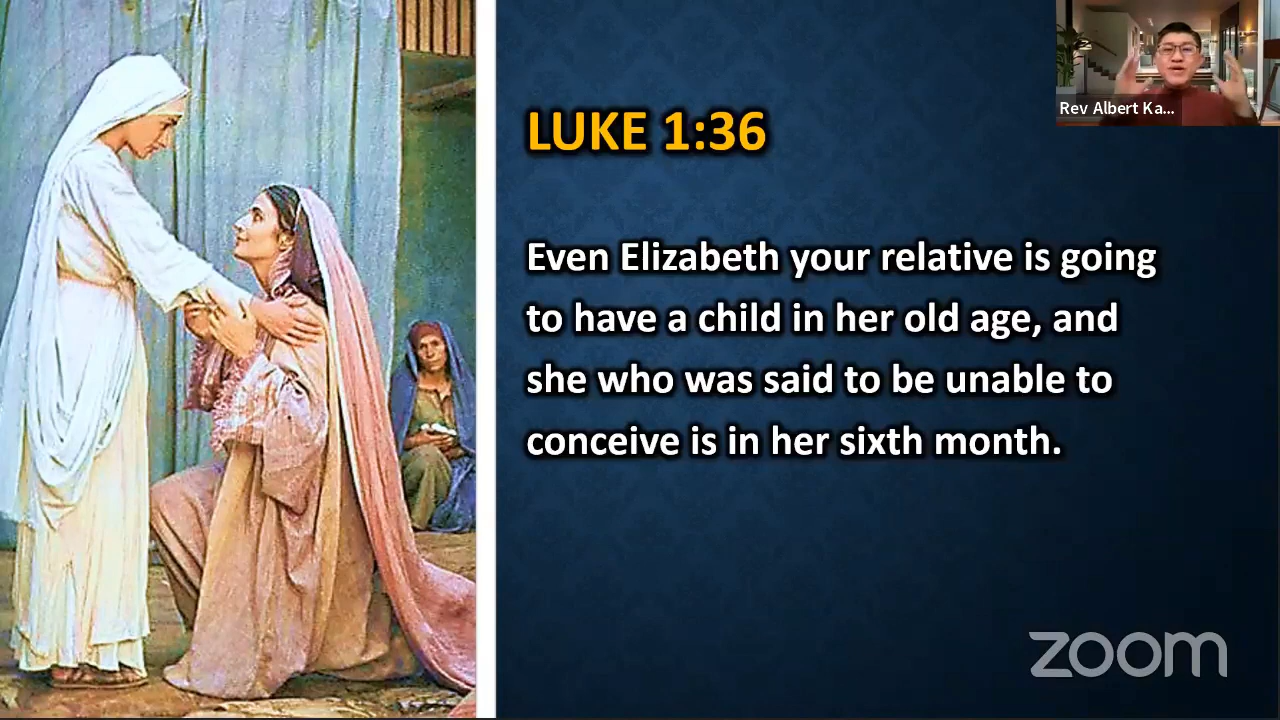 Rev Albert Ka...
LUKE 1:36
Even Elizabeth your relative is going
to have a child in her old age, and
she who was said to be unable to
conceive is in her sixth month.
zoom